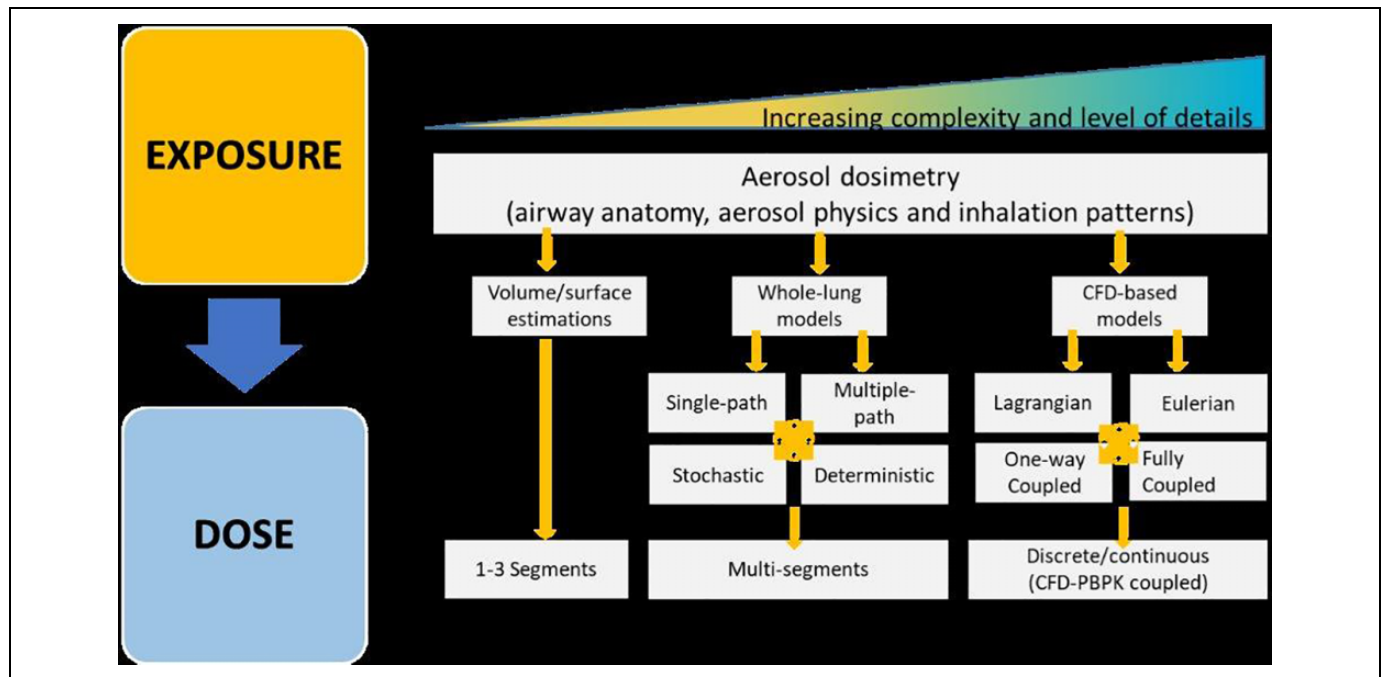 EXPOSURE
DOSE
Increasing complexity and level of details
Aerosol dosimetry
(airway anatomy, aerosol physics and inhalation patterns)
Volume/surface
estimations
Whole-lung
models
CFD-based
models
Single-path
Multiple-
path
Stochastic
Deterministic
Lagrangian
Eulerian
One-way
Coupled
Fully
Coupled
1-3 Segments
Multi-segments
Discrete/continuous
(CFD-PBPK coupled)